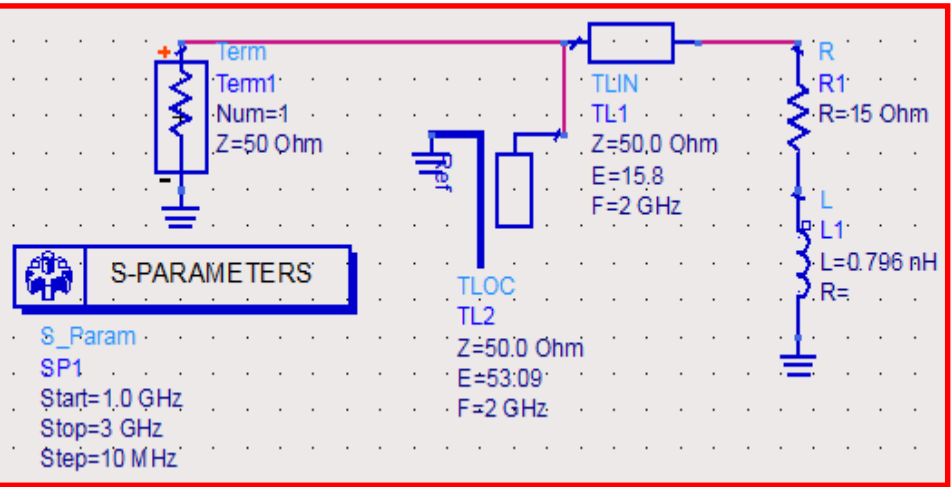 Term
Term1
Num=1
Z=50 Ohm
Ref
TLIN
TL1
Z=50.0 Ohm
E=15.8
F=2 GHz
R
R1
R=15 Ohm
L
L1
L=0.796 nH
R=
S-PARAMETERS
S_Param
SP1
Start=1.0 GHz
Stop=3 GHz
Step=10 MHz
TLOC
TL2
Z=50.0 Ohm
E=53.09
F=2 GHz